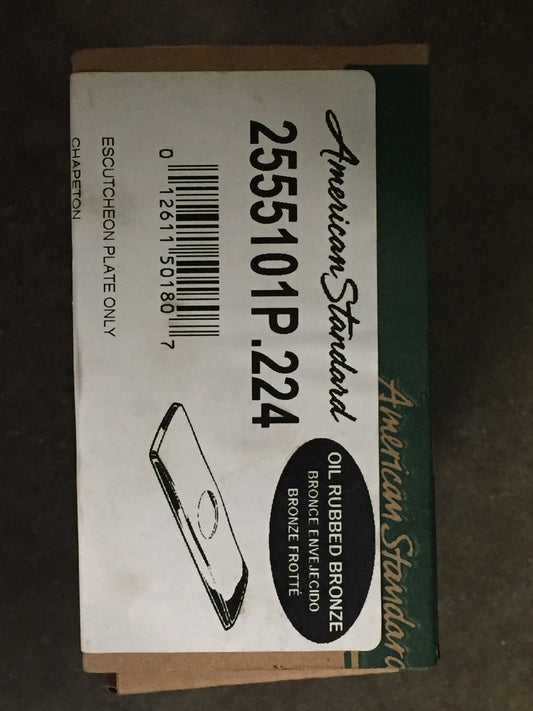 American Standard
2555101P.224
0 12611 50180 7
ESCUTCHEON PLATE ONLY
CHAPETON
OIL RUBBED BRONZE
BRONCE ENVEJECIDO
BRONZE FROTTÉ
American Standard